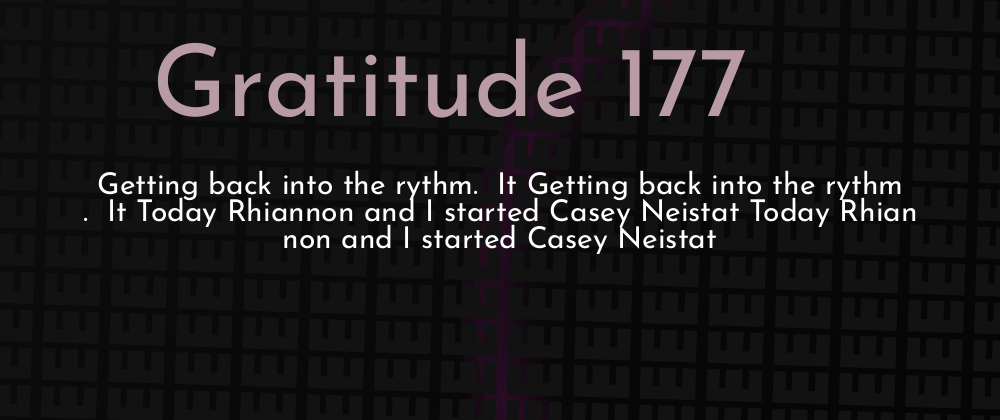 Gratitude 177
Getting back into the rythm.  It Getting back into the rythm
.  It Today Rhiannon and I started Casey Neistat Today Rhian
non and I started Casey Neistat